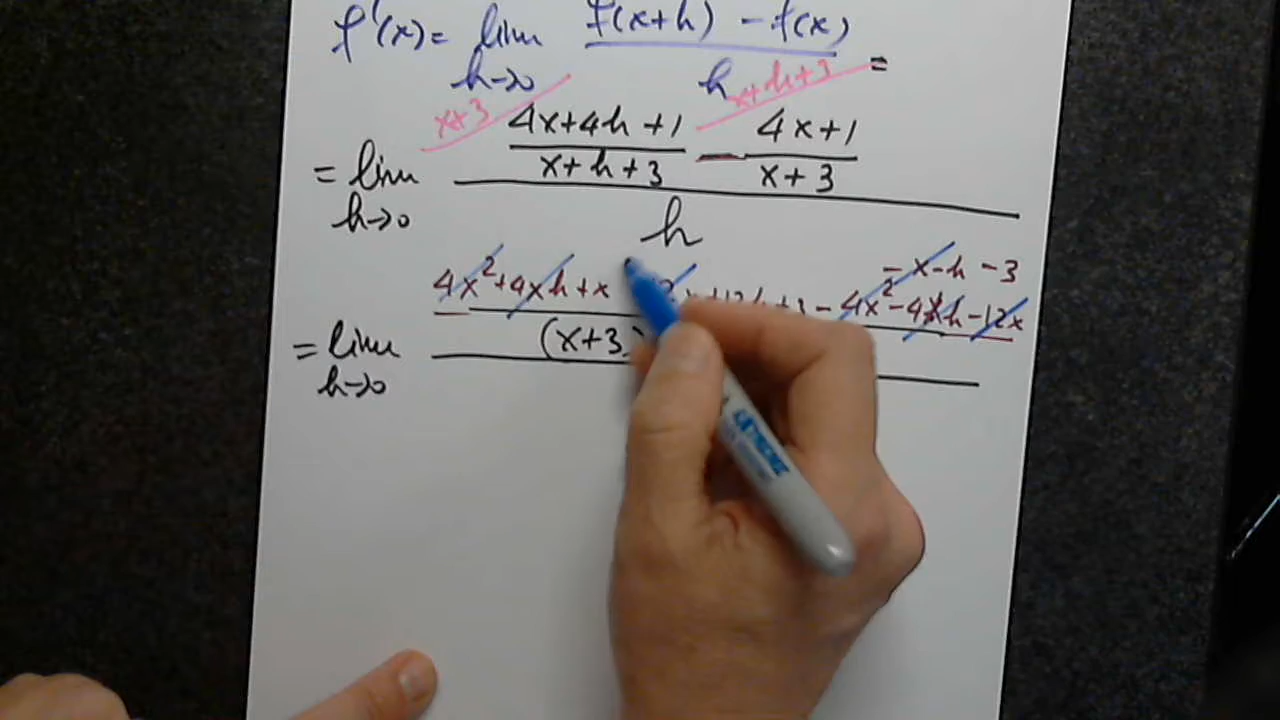 f'(x) = lim f(x+h) - f(x) =
h→0 h
x+3 x+h+3
4x+4h+1 4x+1
= lim x+h+3 - x+3
h→0 h
-x-h-3
4x²+4xh+x +3 -4x²-4xh-12x
= lim (x+3)
h→0